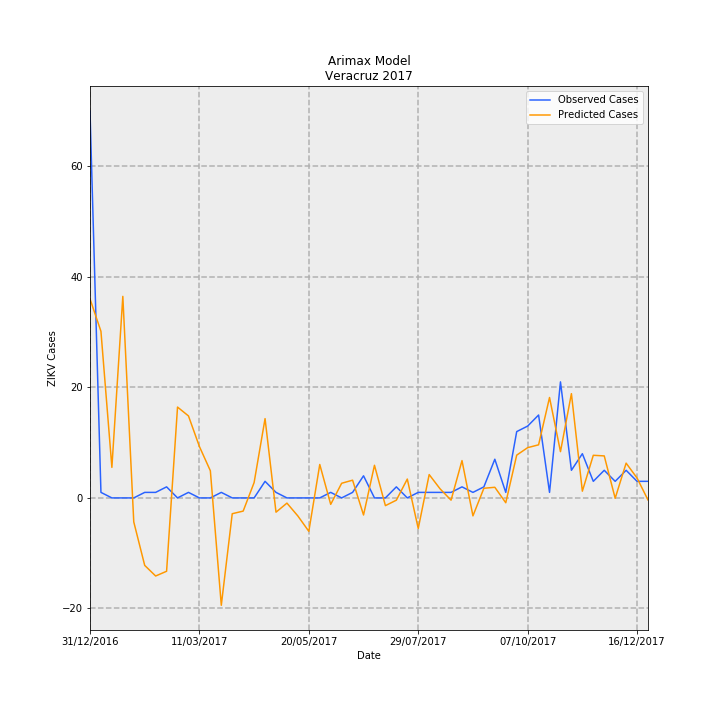 Arimax Model
Veracruz 2017
Observed Cases
Predicted Cases
ZIKV Cases
60
40
20
0
−20
31/12/2016 11/03/2017 20/05/2017 29/07/2017 07/10/2017 16/12/2017
Date